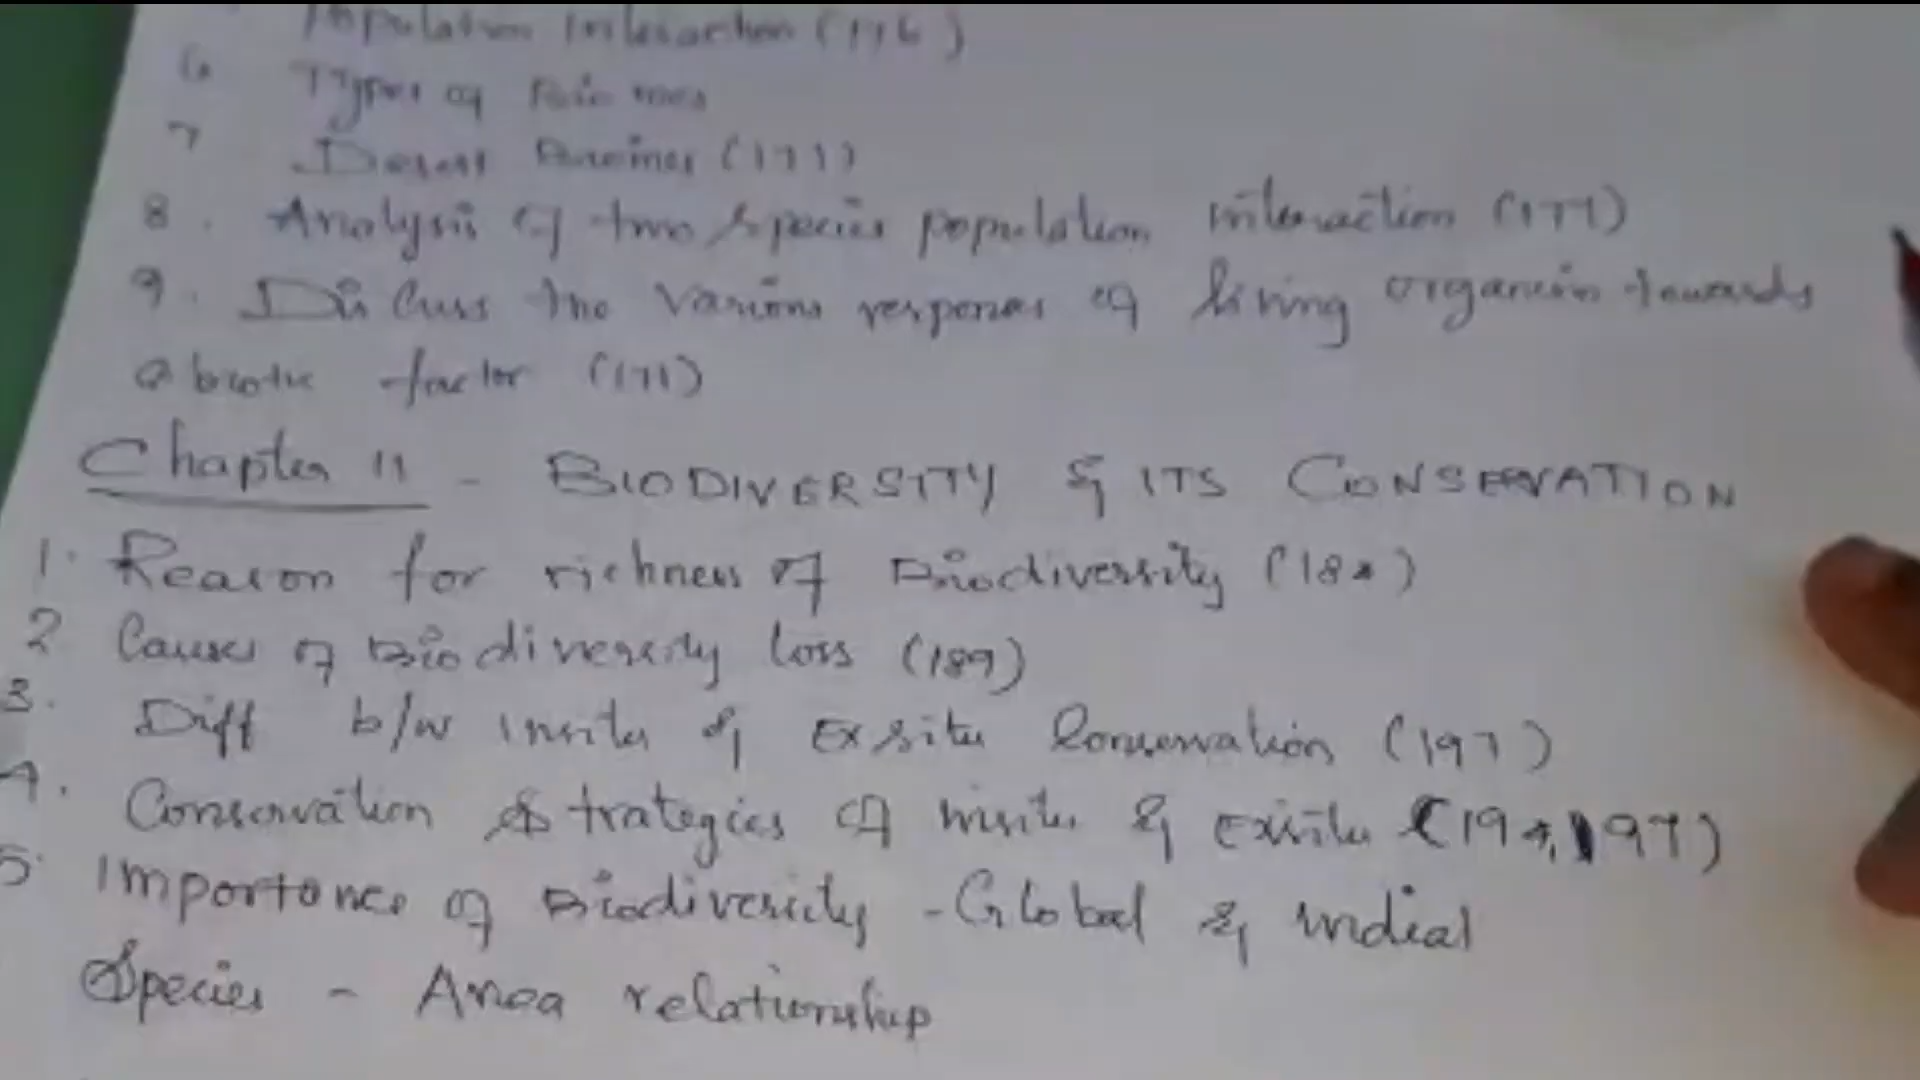 Population Interaction (176)
6 Types of Biomes
7 Desert Biomes (171)
8. Analysis of two species population interaction (177)
9. Discuss the various responses of living organism towards
abiotic factor (171)
Chapter 11 - BIODIVERSITY & ITS CONSERVATION
1. Reason for richness of Biodiversity (18
2 Causes of Biodiversity loss (189)
3. Diff b/w insitu & Exsitu Conservation (197)
4. Conservation Strategies of insitu & Exsitu 197)
5. Importance of Biodiversity - Global &
Species - Area relationship